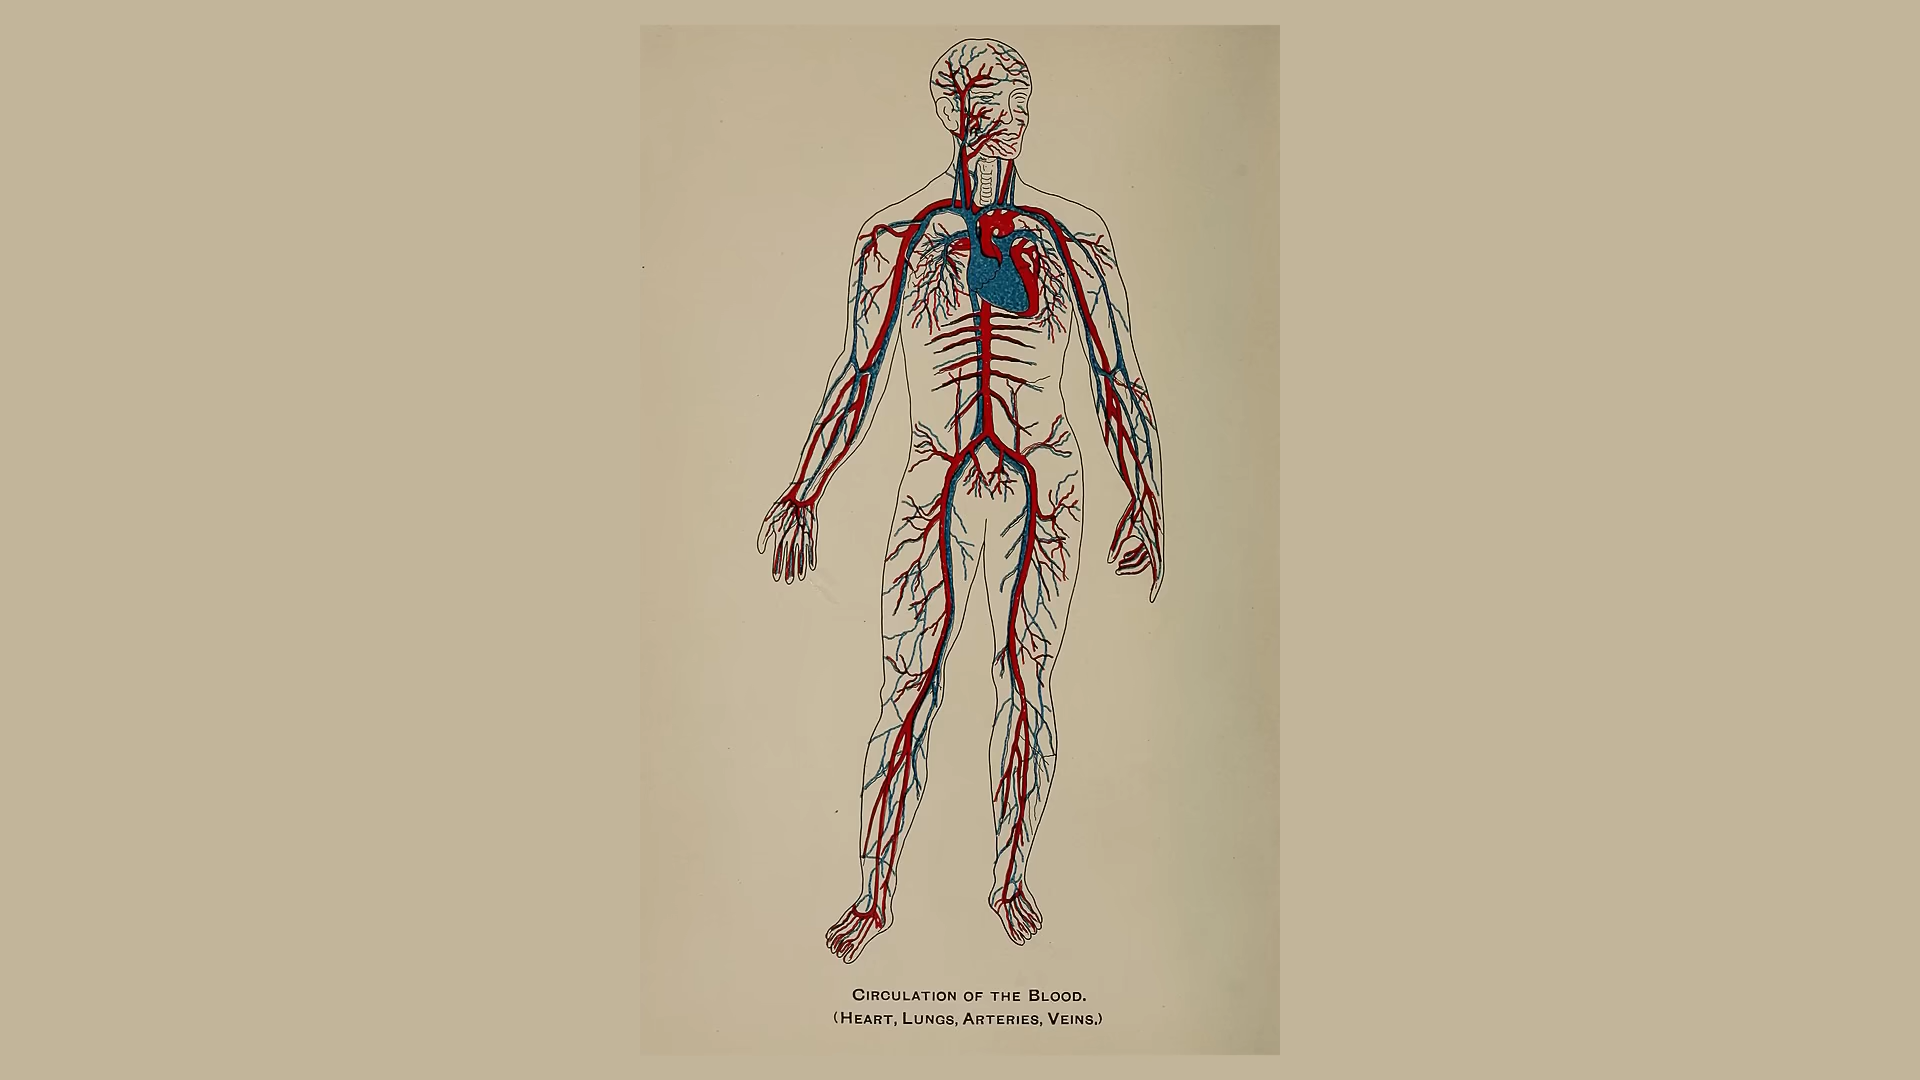 Circulation of the Blood.
(Heart, Lungs, Arteries, Veins.)